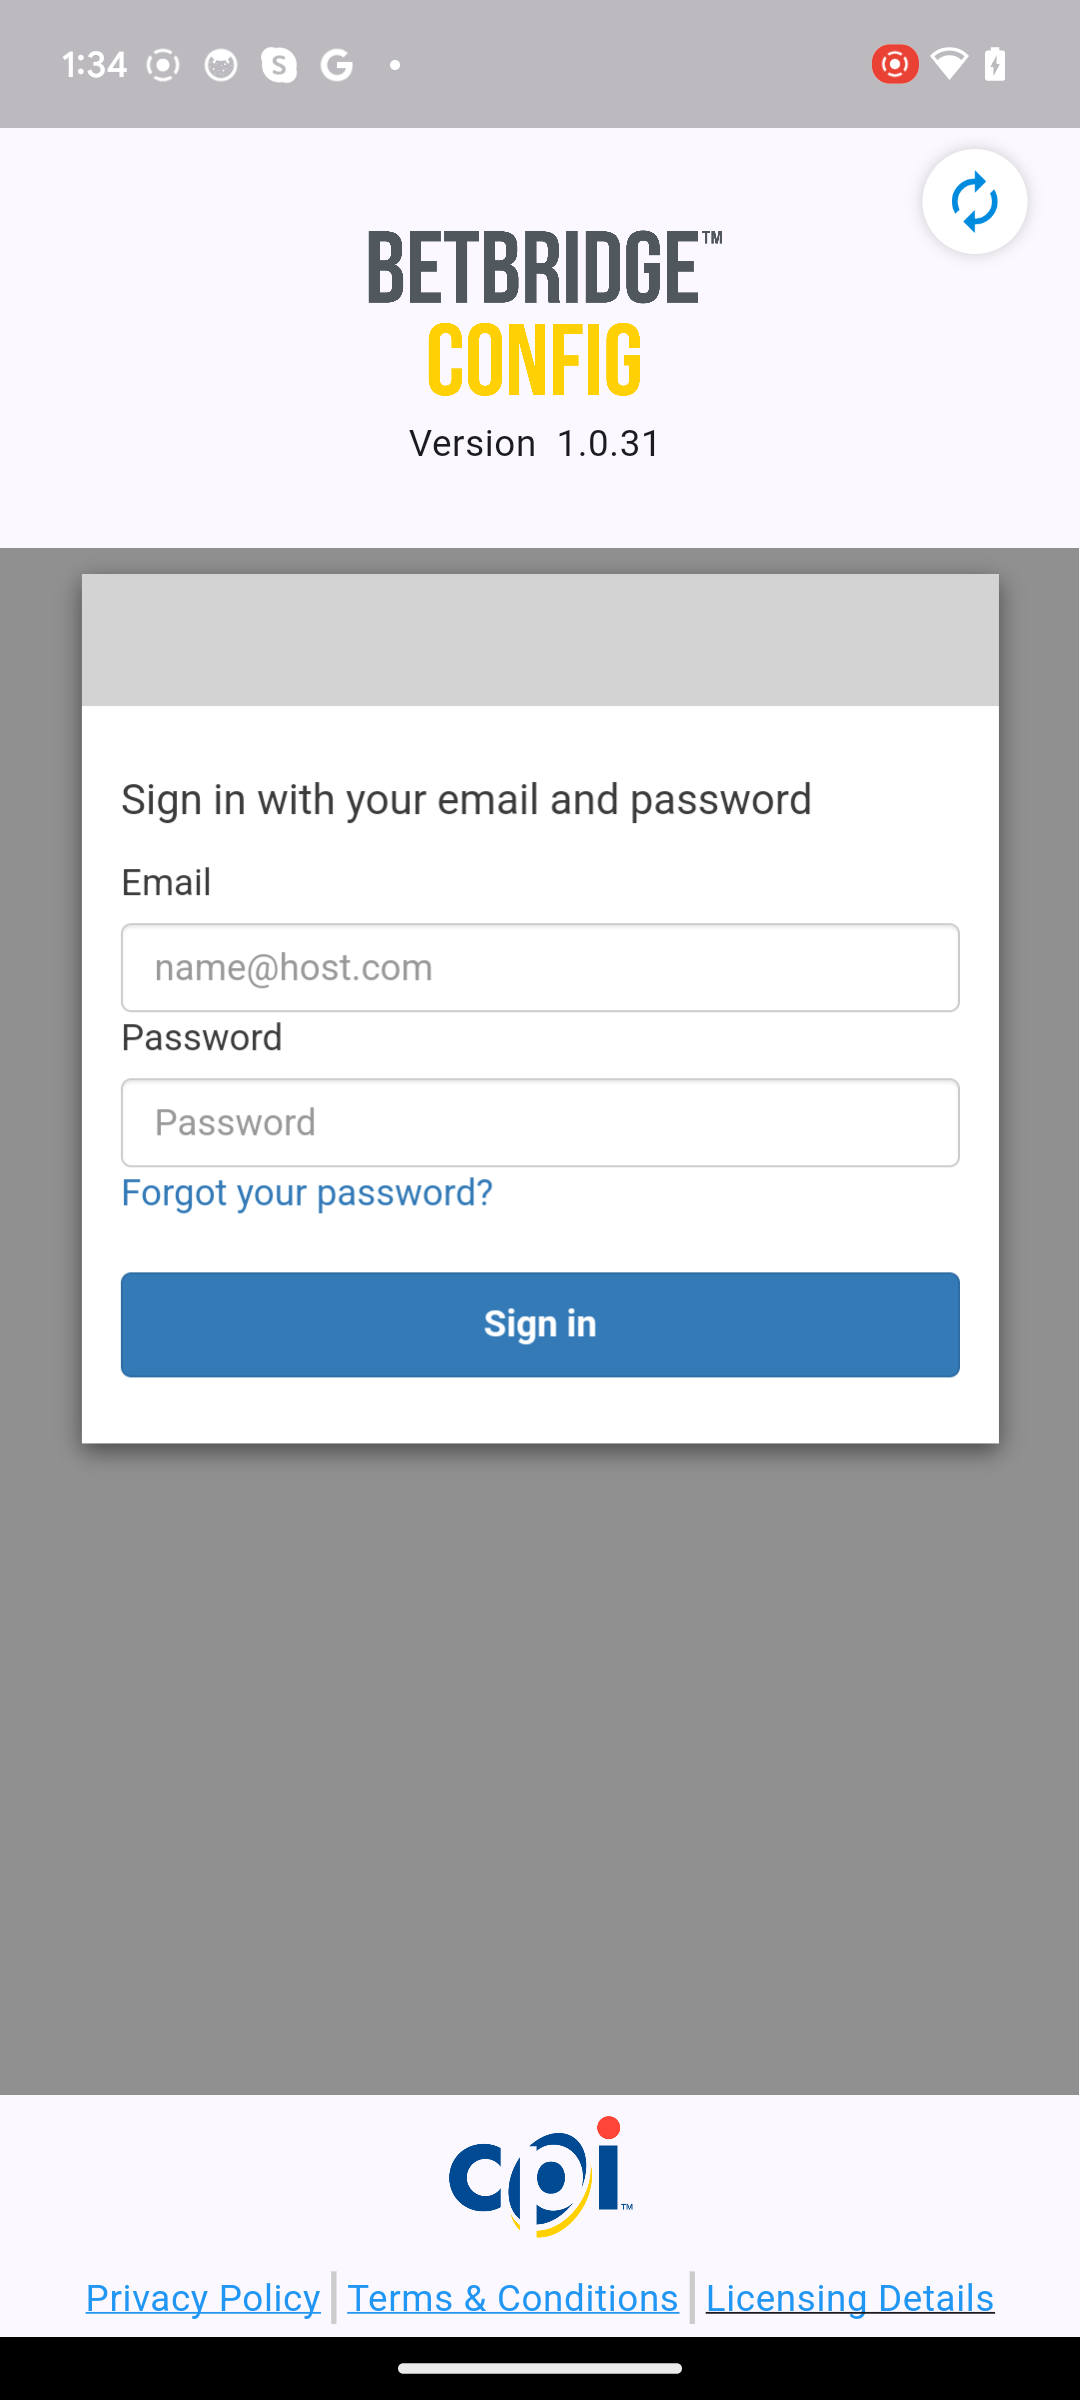 1:34
BETBRIDGE™
CONFIG
Version 1.0.31
Sign in with your email and password
Email
name@host.com
Password
Password
Forgot your password?
Sign in
cpi™
Privacy Policy | Terms & Conditions | Licensing Details